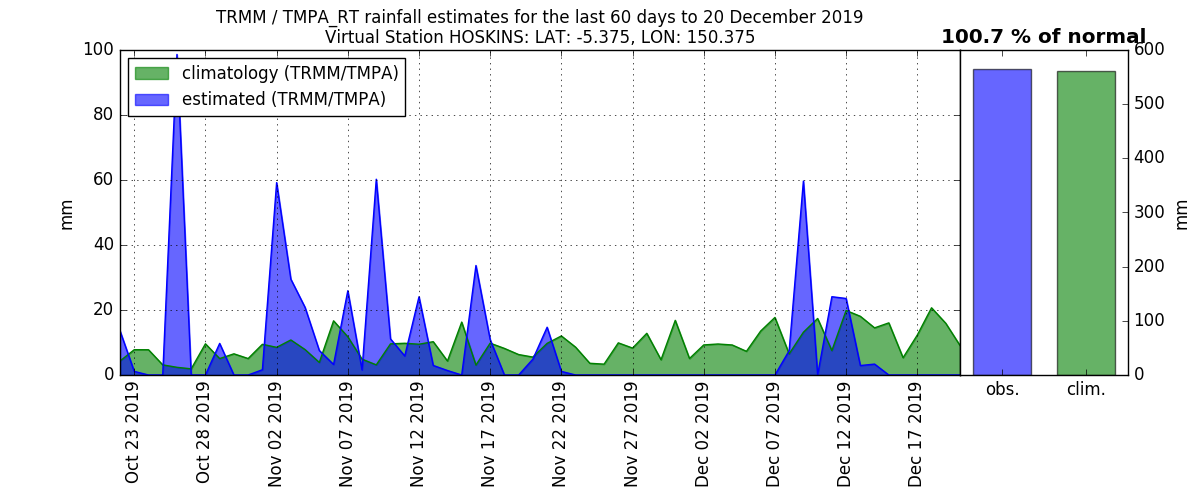 TRMM / TMPA_RT rainfall estimates for the last 60 days to 20 December 2019
Virtual Station HOSKINS: LAT: -5.375, LON: 150.375
100.7 % of normal
climatology (TRMM/TMPA)
estimated (TRMM/TMPA)
100
80
60
40
20
0
mm
Oct 23 2019
Oct 28 2019
Nov 02 2019
Nov 07 2019
Nov 12 2019
Nov 17 2019
Nov 22 2019
Nov 27 2019
Dec 02 2019
Dec 07 2019
Dec 12 2019
Dec 17 2019
obs.
clim.
600
500
400
300
200
100
0
mm